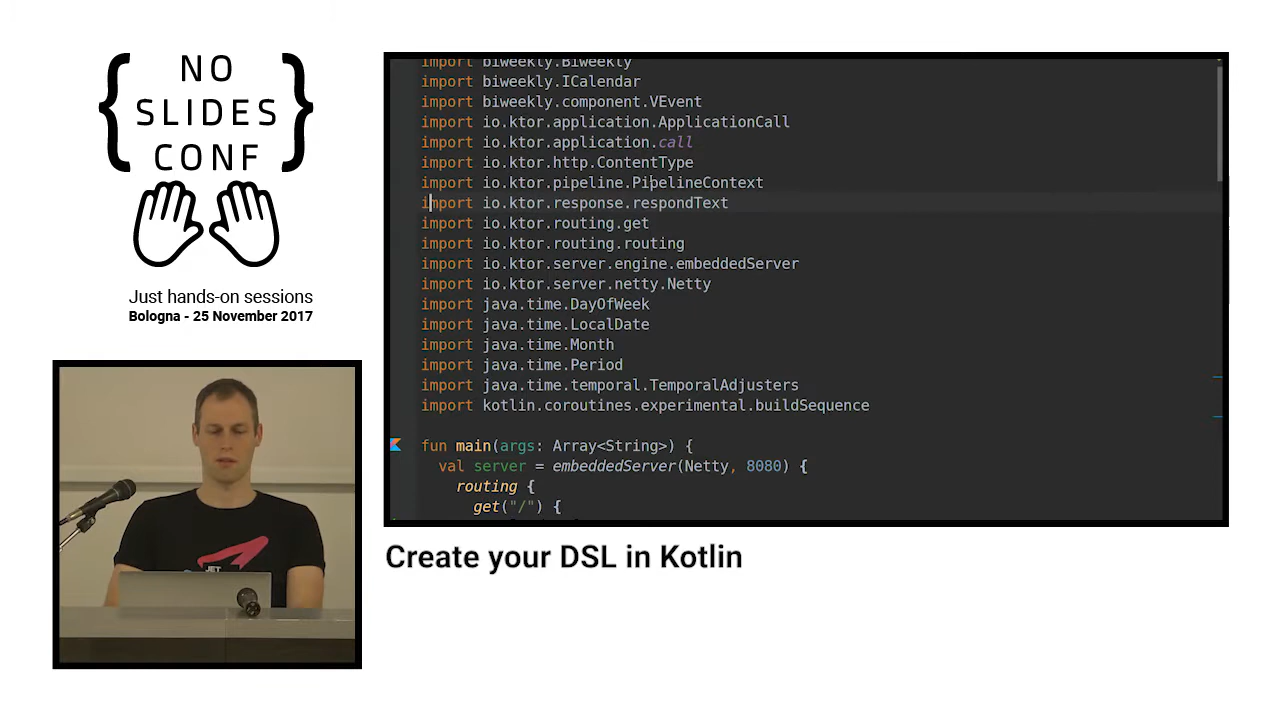 { NO
SLIDES
CONF }
Just hands-on sessions
Bologna - 25 November 2017
import biweekly.Biweekly
import biweekly.ICalendar
import biweekly.component.VEvent
import io.ktor.application.ApplicationCall
import io.ktor.application.call
import io.ktor.http.ContentType
import io.ktor.pipeline.PipelineContext
import io.ktor.response.respondText
import io.ktor.routing.get
import io.ktor.routing.routing
import io.ktor.server.engine.embeddedServer
import io.ktor.server.netty.Netty
import java.time.DayOfWeek
import java.time.LocalDate
import java.time.Month
import java.time.Period
import java.time.temporal.TemporalAdjusters
import kotlin.coroutines.experimental.buildSequence
fun main(args: Array<String>) {
val server = embeddedServer(Netty, 8080) {
routing {
get("/") {
Create your DSL in Kotlin
JET